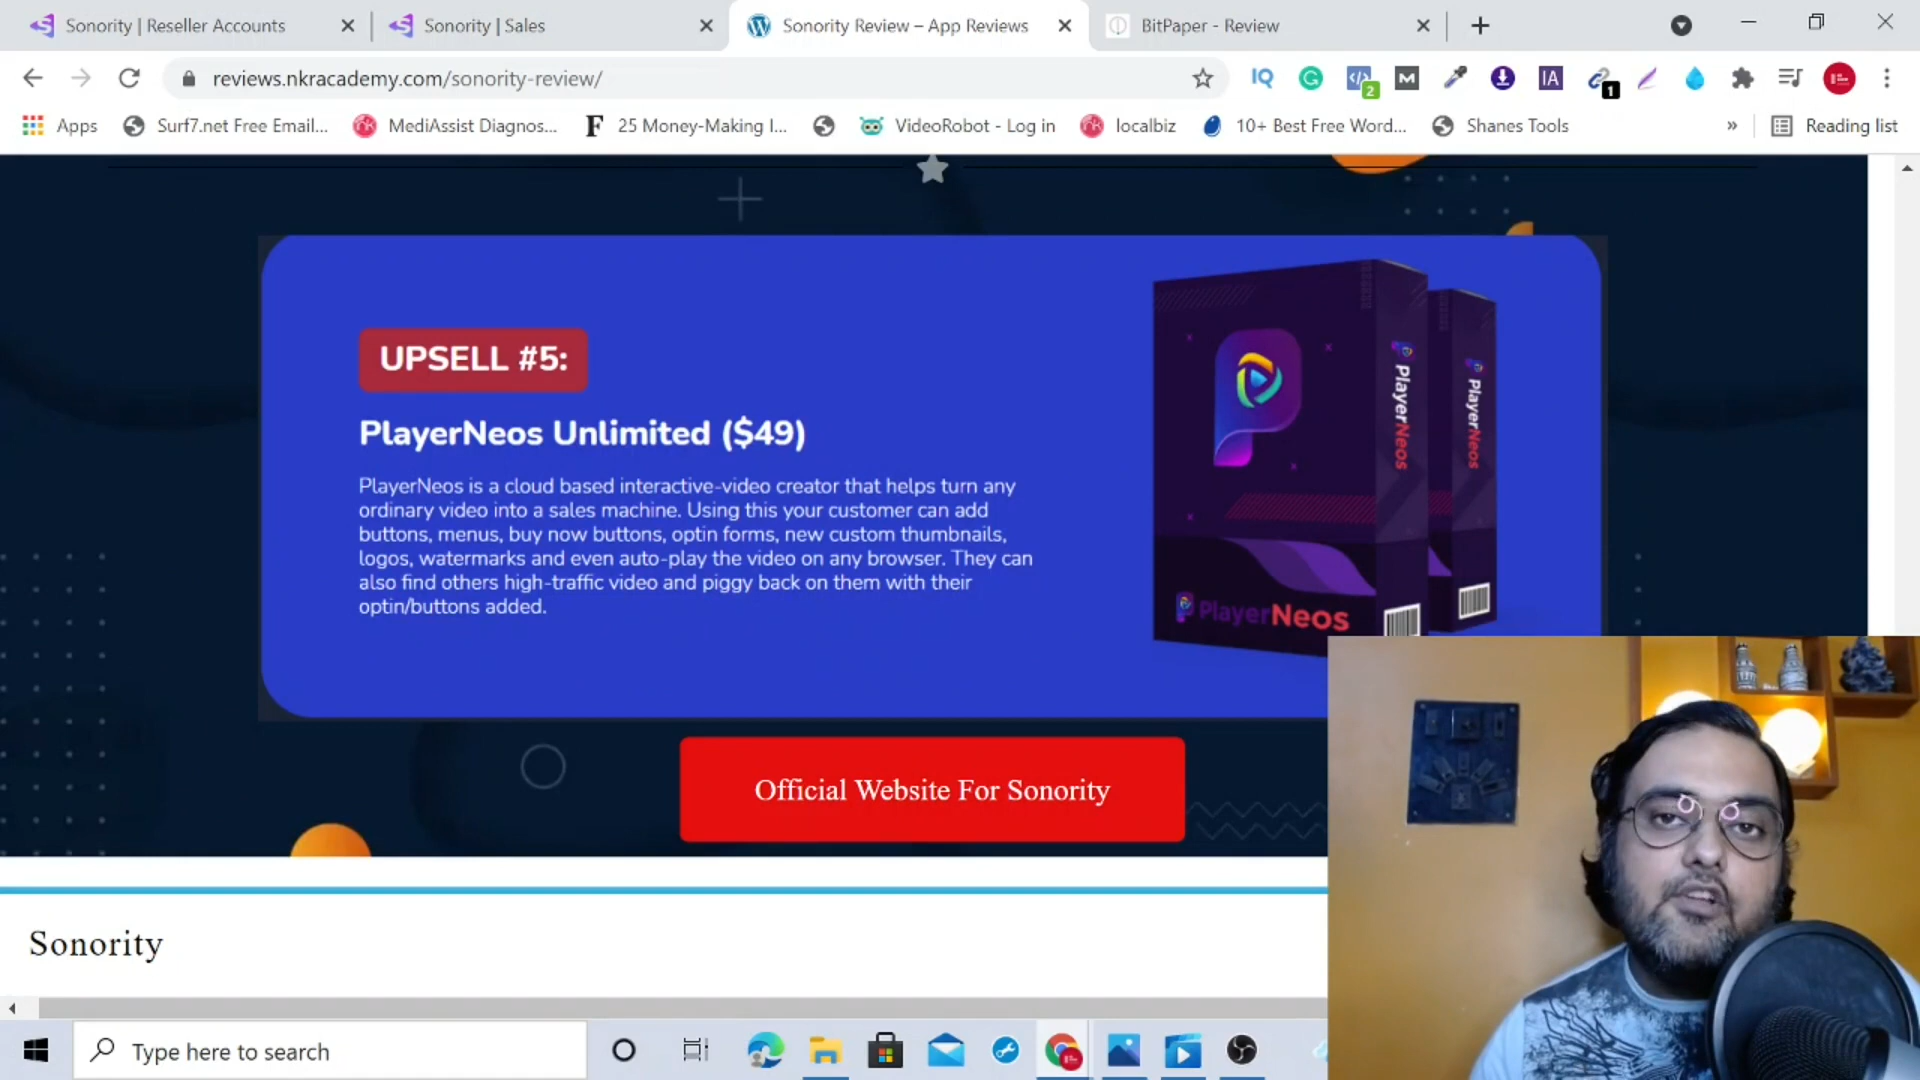 Sonority | Reseller Accounts
Sonority | Sales
Sonority Review – App Reviews
BitPaper - Review
reviews.nkracademy.com/sonority-review/
IQ
2
M
IA
1
Apps
Surf7.net Free Email...
MediAssist Diagnos...
F 25 Money-Making I...
VideoRobot - Log in
localbiz
10+ Best Free Word...
Shanes Tools
»
Reading list
UPSELL #5:
PlayerNeos Unlimited ($49)
PlayerNeos is a cloud based interactive-video creator that helps turn any
ordinary video into a sales machine. Using this your customer can add
buttons, menus, buy now buttons, optin forms, new custom thumbnails,
logos, watermarks and even auto-play the video on any browser. They can
also find others high-traffic video and piggy back on them with their
optin/buttons added.
PlayerNeos
PlayerNeos
PlayerNeos
Official Website For Sonority
Sonority
Type here to search